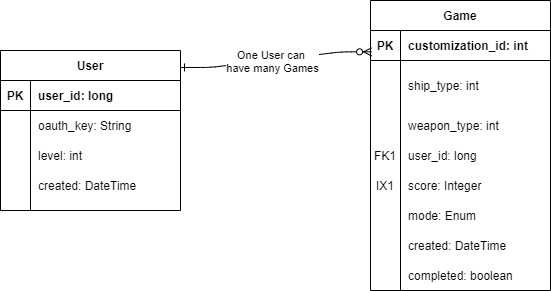 User
PK user_id: long
oauth_key: String
level: int
created: DateTime
One User can
have many Games
Game
PK customization_id: int
ship_type: int
weapon_type: int
FK1 user_id: long
IX1 score: Integer
mode: Enum
created: DateTime
completed: boolean